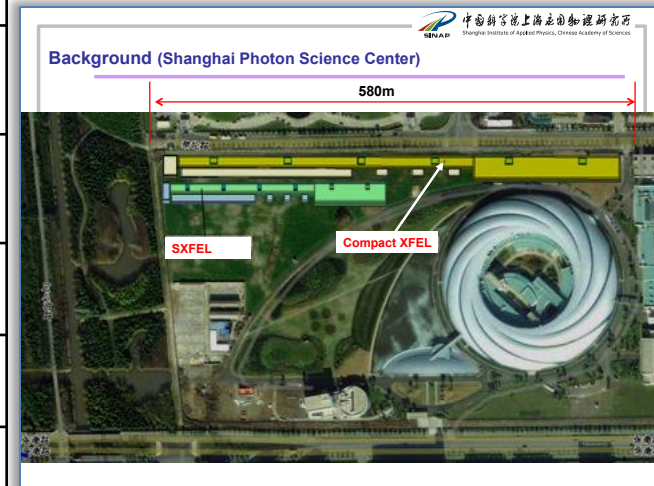 SINAP
中国科学院上海应用物理研究所
Shanghai Institute of Applied Physics, Chinese Academy of Sciences
Background (Shanghai Photon Science Center)
580m
SXFEL
Compact XFEL